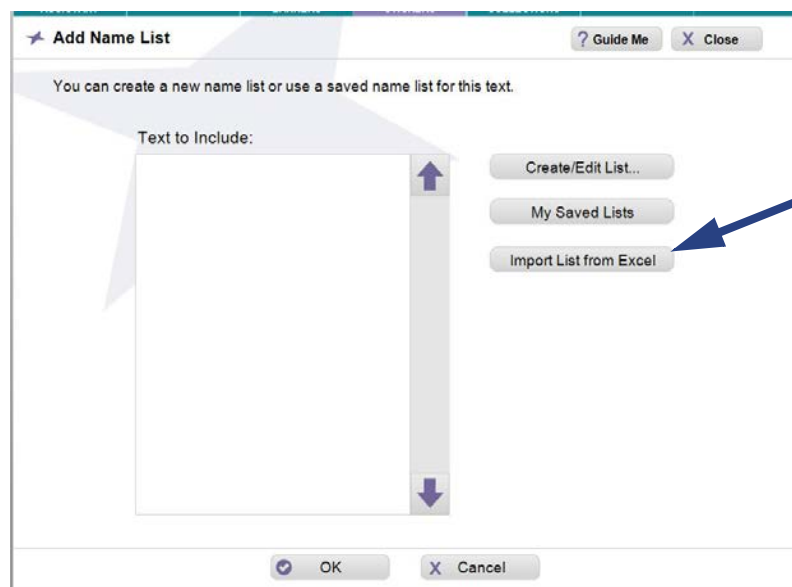 Add Name List
? Guide Me
X Close
You can create a new name list or use a saved name list for this text.
Text to Include:
Create/Edit List...
My Saved Lists
Import List from Excel
OK
X Cancel